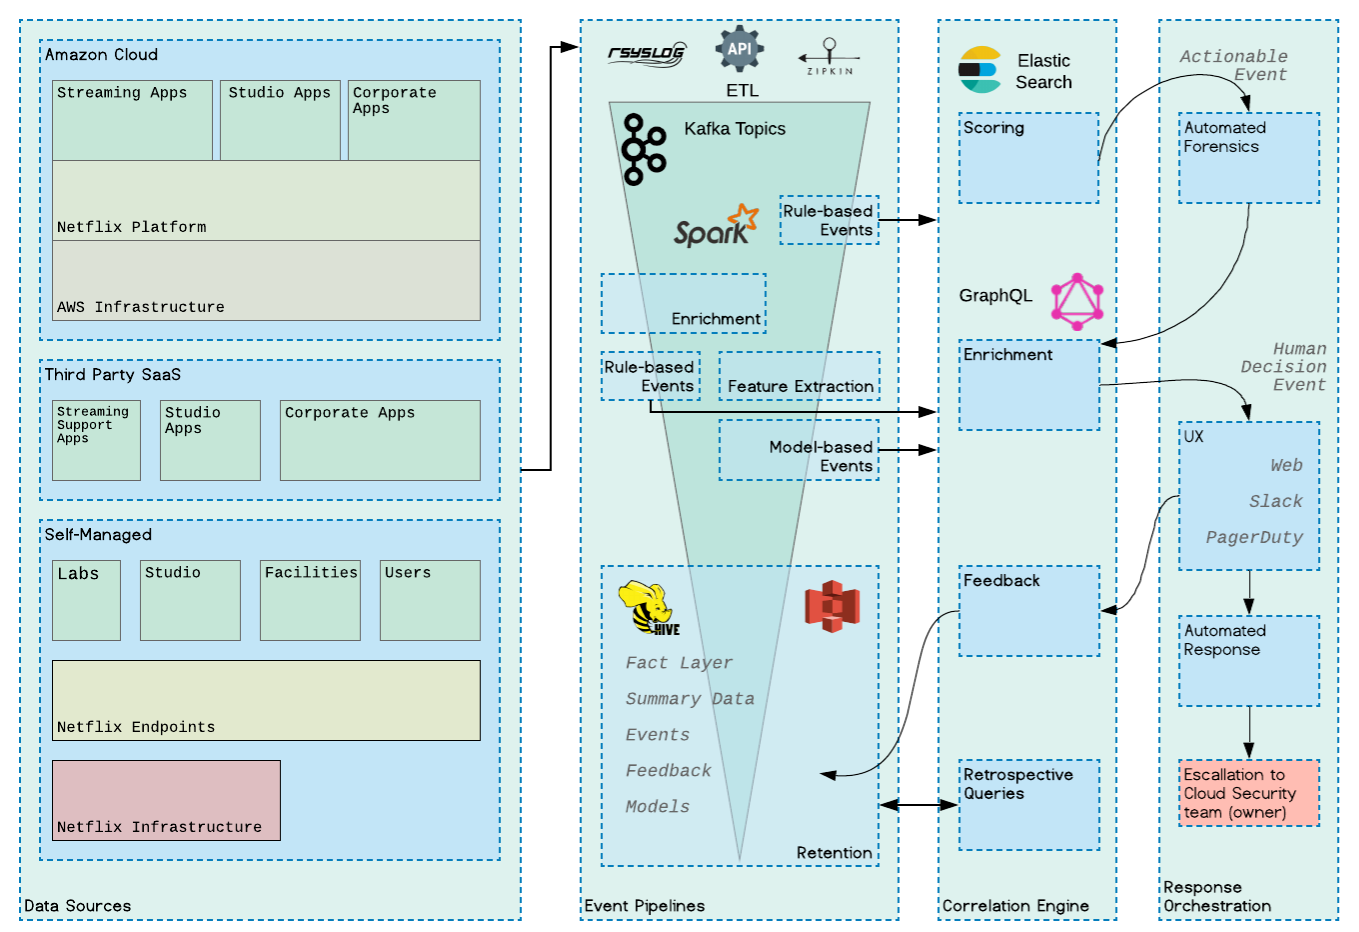 Amazon Cloud
Streaming Apps
Studio Apps
Corporate
Apps
Netflix Platform
AWS Infrastructure
Third Party SaaS
Streaming
Support
Apps
Studio
Apps
Corporate Apps
Self-Managed
Labs
Studio
Facilities
Users
Netflix Endpoints
Netflix Infrastructure
Data Sources
RSYSLOG
API
ZIPKIN
ETL
Kafka Topics
Spark
Rule-based
Events
Enrichment
Rule-based
Events
Feature Extraction
Model-based
Events
HIVE
Fact Layer
Summary Data
Events
Feedback
Models
Retention
Event Pipelines
Elastic
Search
Scoring
GraphQL
Enrichment
Feedback
Retrospective
Queries
Correlation Engine
Actionable
Event
Automated
Forensics
Human
Decision
Event
UX
Web
Slack
PagerDuty
Automated
Response
Escallation to
Cloud Security
team (owner)
Response
Orchestration